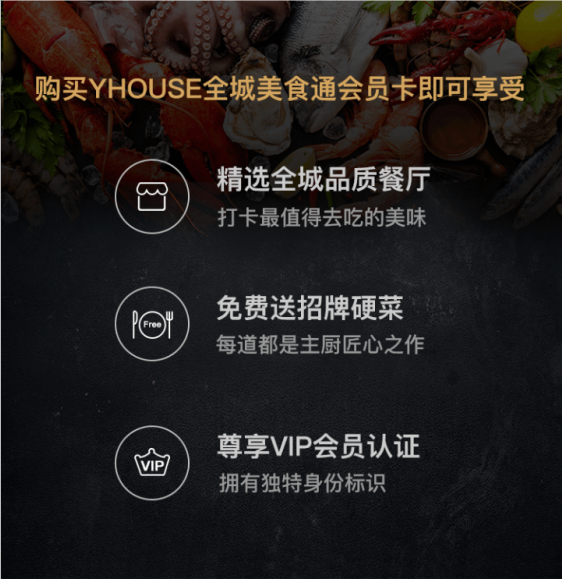 购买YHOUSE全城美食通会员卡即可享受
精选全城品质餐厅
打卡最值得去吃的美味
免费送招牌硬菜
Free
每道都是主厨匠心之作
尊享VIP会员认证
VIP
拥有独特身份标识